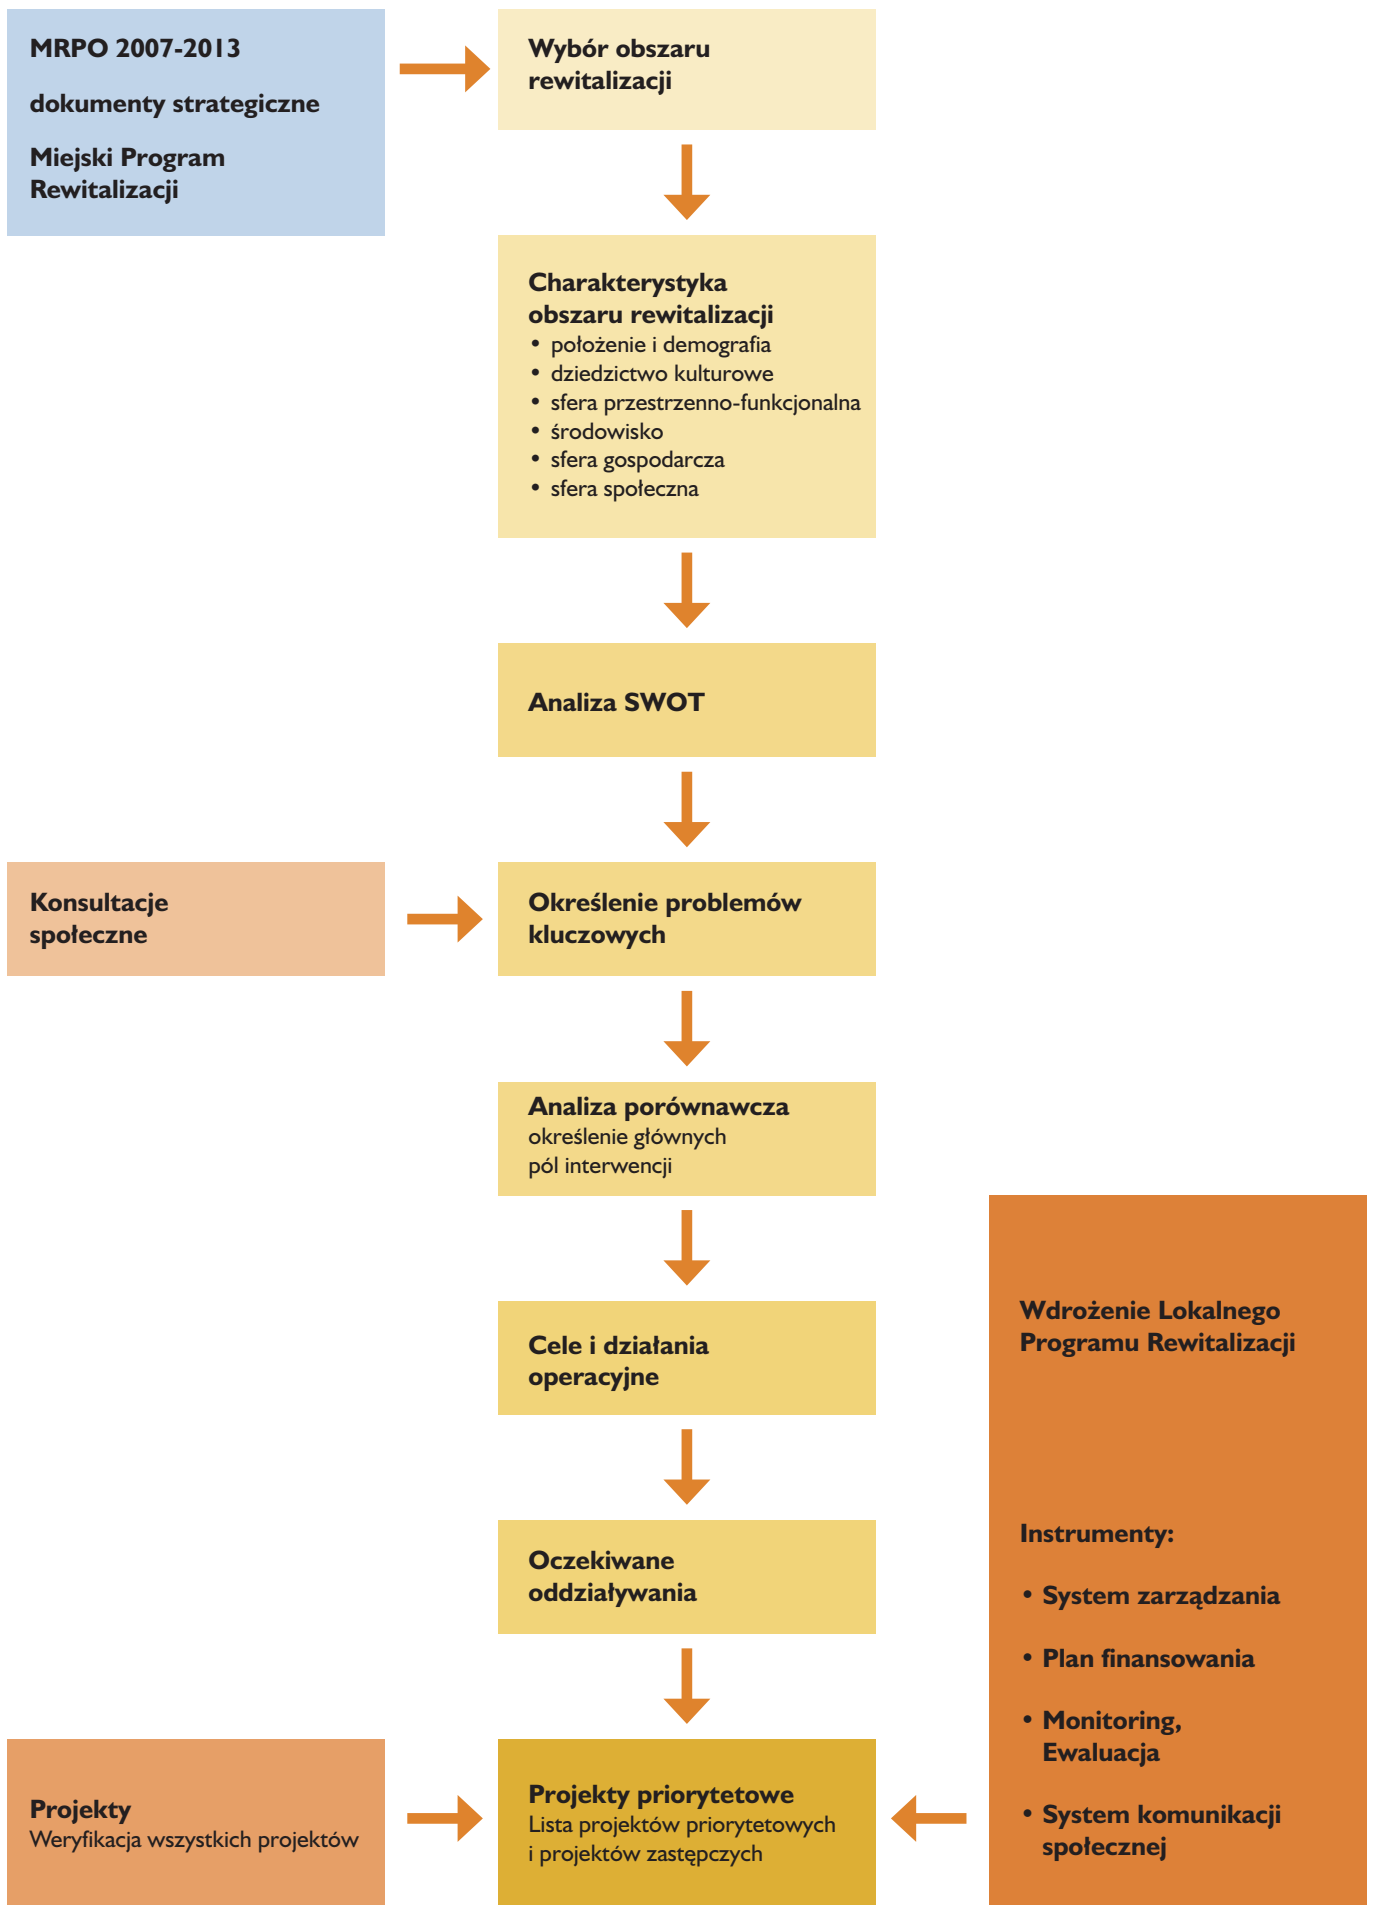 MRPO 2007-2013
dokumenty strategiczne
Miejski Program
Rewitalizacji
Wybór obszaru
rewitalizacji
Charakterystyka
obszaru rewitalizacji
• położenie i demografia
• dziedzictwo kulturowe
• sfera przestrzenno-funkcjonalna
• środowisko
• sfera gospodarcza
• sfera społeczna
Analiza SWOT
Konsultacje
społeczne
Określenie problemów
kluczowych
Analiza porównawcza
określenie głównych
pól interwencji
Cele i działania
operacyjne
Oczekiwane
oddziaływania
Projekty
Weryfikacja wszystkich projektów
Projekty priorytetowe
Lista projektów priorytetowych
i projektów zastępczych
Wdrożenie Lokalnego
Programu Rewitalizacji
Instrumenty:
• System zarządzania
• Plan finansowania
• Monitoring,
Ewaluacja
• System komunikacji
społecznej